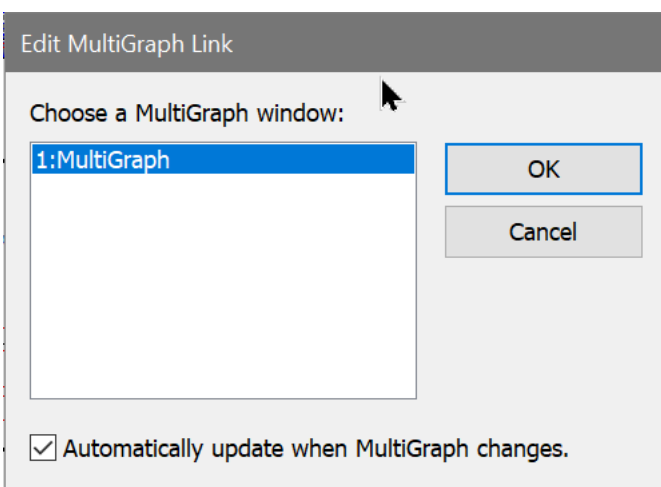 Edit MultiGraph Link
Choose a MultiGraph window:
1:MultiGraph
OK
Cancel
Automatically update when MultiGraph changes.